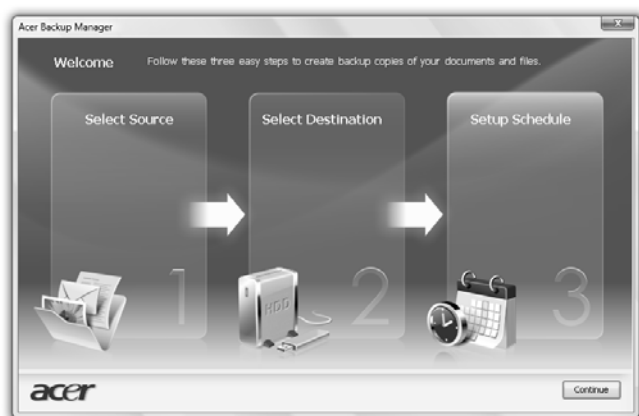 Acer Backup Manager
Welcome Follow these three easy steps to create backup copies of your documents and files.
Select Source
Select Destination
Setup Schedule
1
HDD
2
3
acer
Continue